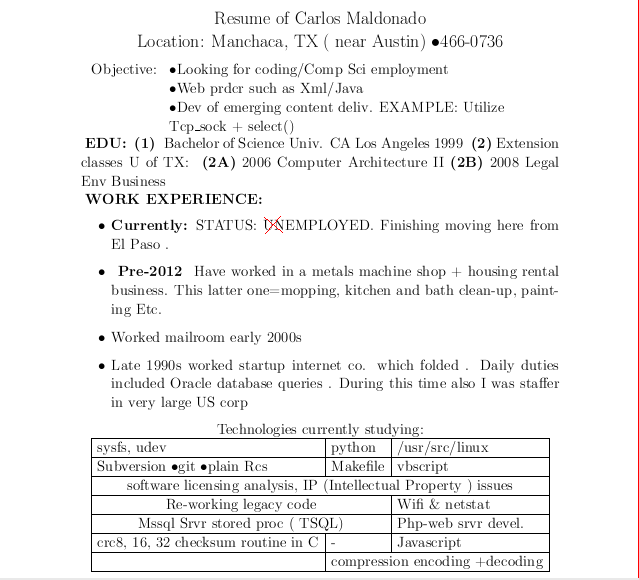 Resume of Carlos Maldonado
Location: Manchaca, TX ( near Austin) •466-0736
Objective: •Looking for coding/Comp Sci employment
•Web prdcr such as Xml/Java
•Dev of emerging content deliv. EXAMPLE: Utilize
Tcp_sock + select()
EDU: (1) Bachelor of Science Univ. CA Los Angeles 1999 (2) Extension
classes U of TX: (2A) 2006 Computer Architecture II (2B) 2008 Legal
Env Business
WORK EXPERIENCE:
• Currently: STATUS: UNEMPLOYED. Finishing moving here from
El Paso .
• Pre-2012 Have worked in a metals machine shop + housing rental
business. This latter one=mopping, kitchen and bath clean-up, paint-
ing Etc.
• Worked mailroom early 2000s
• Late 1990s worked startup internet co. which folded . Daily duties
included Oracle database queries . During this time also I was staffer
in very large US corp
Technologies currently studying:
sysfs, udev python /usr/src/linux
Subversion •git •plain Rcs Makefile vbscript
software licensing analysis, IP (Intellectual Property ) issues
Re-working legacy code Wifi & netstat
Mssql Srvr stored proc ( TSQL) Php-web srvr devel.
crc8, 16, 32 checksum routine in C - Javascript
compression encoding +decoding